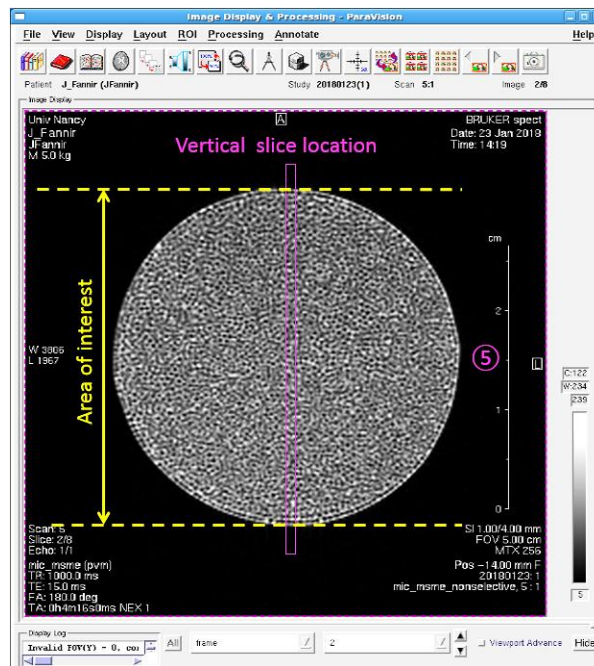 Image Display & Processing - ParaVision
File View Display Layout ROI Processing Annotate Help
Patient J_Fannir (JFannir) Study 20180123(1) Scan 5:1 Image 2/8
Image Display
Univ Nancy
J_Fannir
JFannir
M 5.0 kg
A
BRUKER spect
Date: 23 Jan 2018
Time: 14:19
Vertical slice location
cm
2
1
0
Area of interest
W 3806
L 1967
5
L
C:122
W:234
239
5
Scan: 5
Slice: 2/8
Echo: 1/1
mic_msme (pvm)
TR: 1000.0 ms
TE: 15.0 ms
FA: 180.0 deg
TA: 0h4m16s0ms NEX 1
SI 1.00/4.00 mm
FOV 5.00 cm
MTX 256
Pos -14.00 mm F
20180123: 1
mic_msme_nonselective, 5 : 1
Display Log
Invalid FOV(Y) - 0, co
All
frame
2
Viewport Advance
Hide